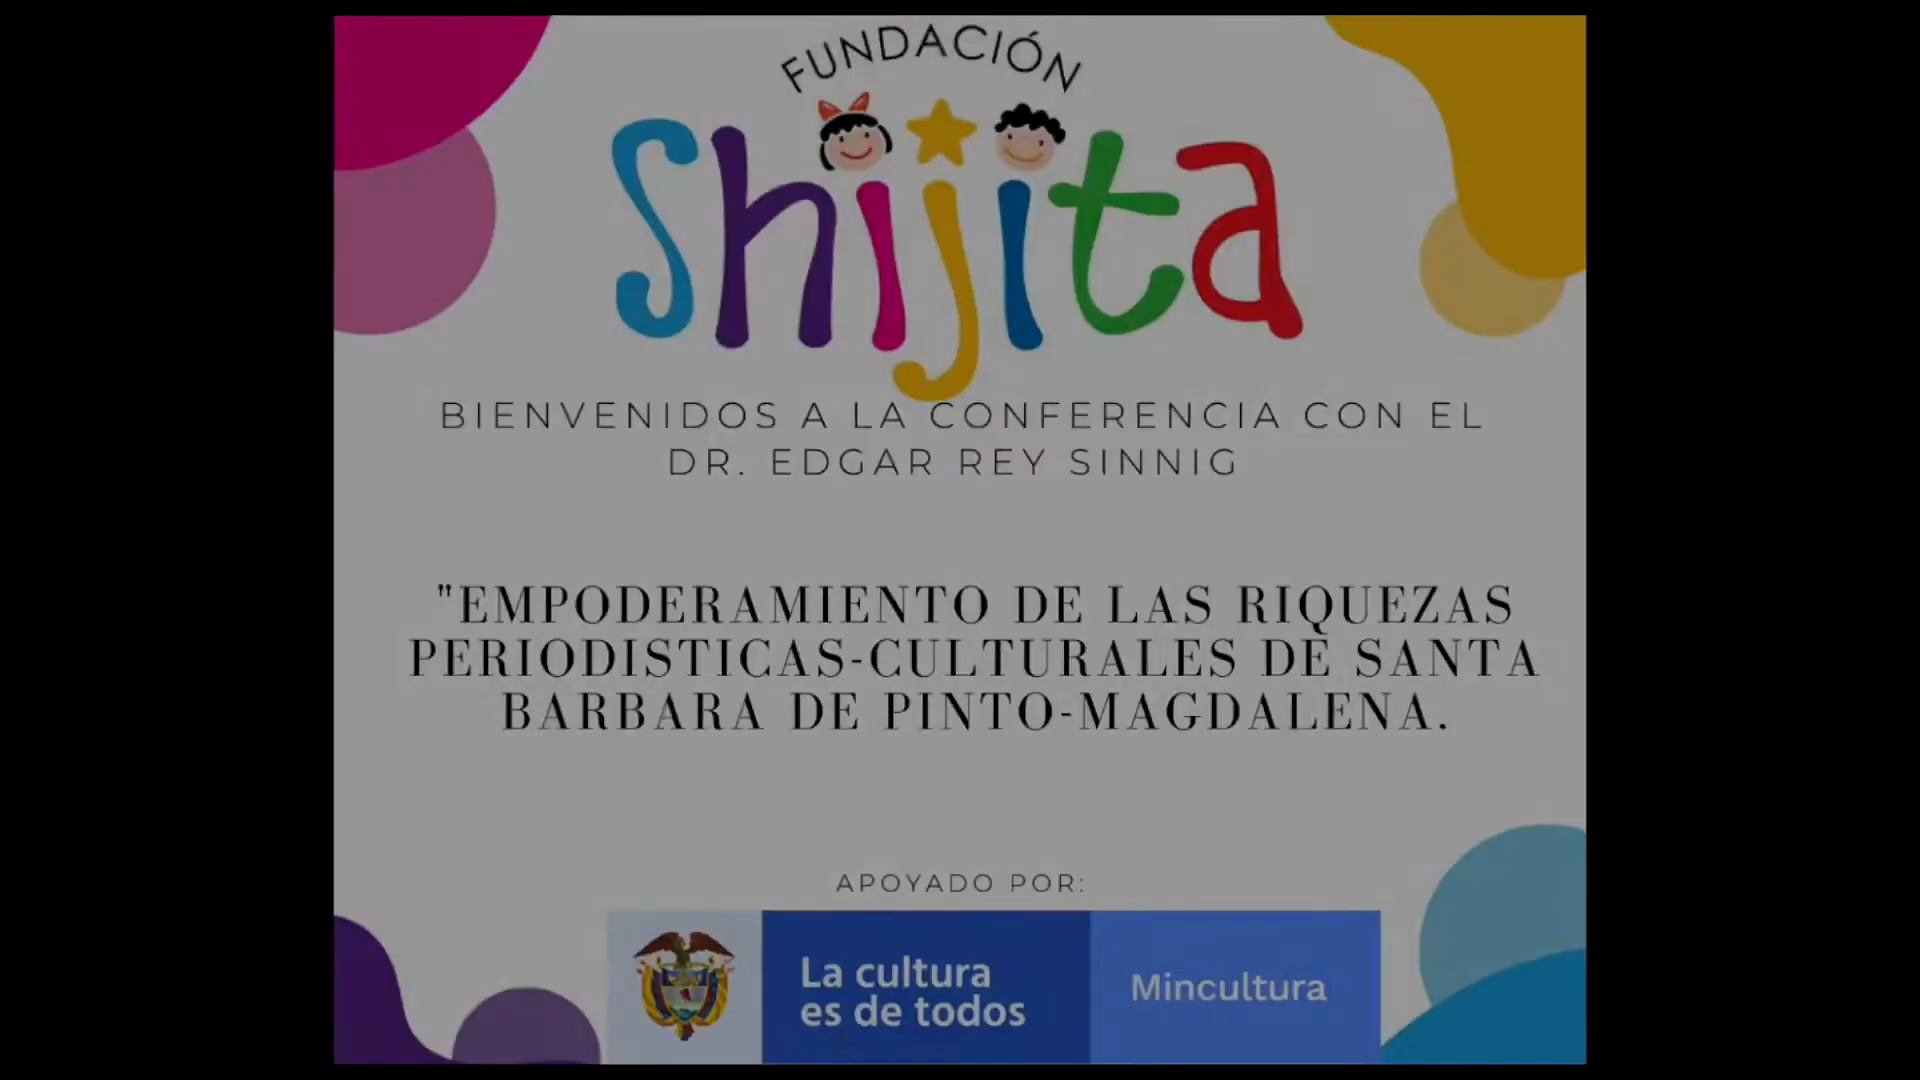 FUNDACIÓN
Shijita
BIENVENIDOS A LA CONFERENCIA CON EL
DR. EDGAR REY SINNIG
"EMPODERAMIENTO DE LAS RIQUEZAS
PERIODISTICAS-CULTURALES DE SANTA
BARBARA DE PINTO-MAGDALENA.
APOYADO POR:
La cultura
es de todos
Mincultura